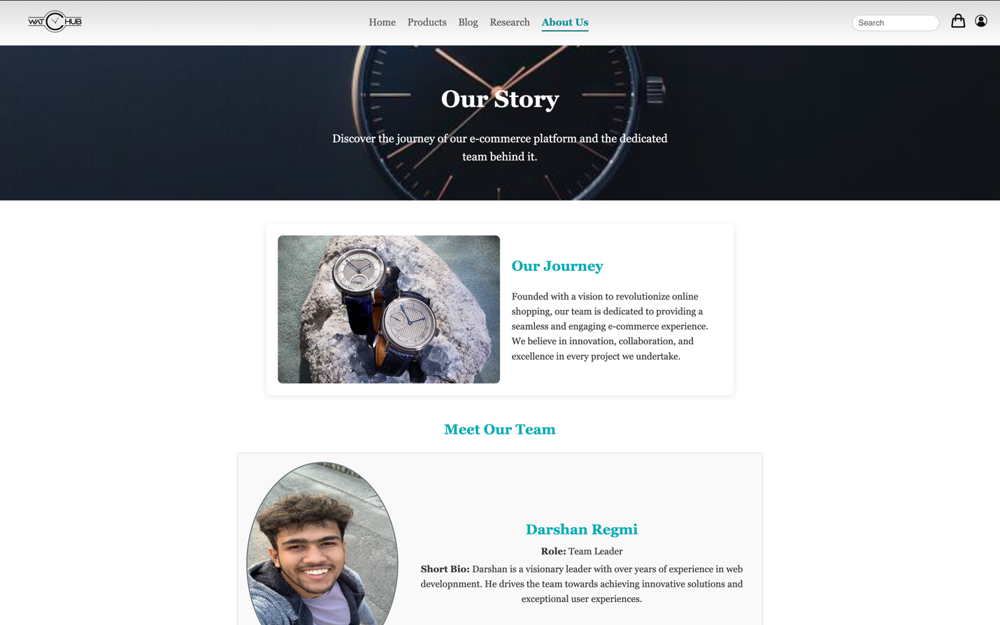 WATCHUB
Home Products Blog Research About Us
Search
Our Story
Discover the journey of our e-commerce platform and the dedicated
team behind it.
Our Journey
Founded with a vision to revolutionize online
shopping, our team is dedicated to providing a
seamless and engaging e-commerce experience.
We believe in innovation, collaboration, and
excellence in every project we undertake.
Meet Our Team
Darshan Regmi
Role: Team Leader
Short Bio: Darshan is a visionary leader with over years of experience in web
developnment. He drives the team towards achieving innovative solutions and
exceptional user experiences.